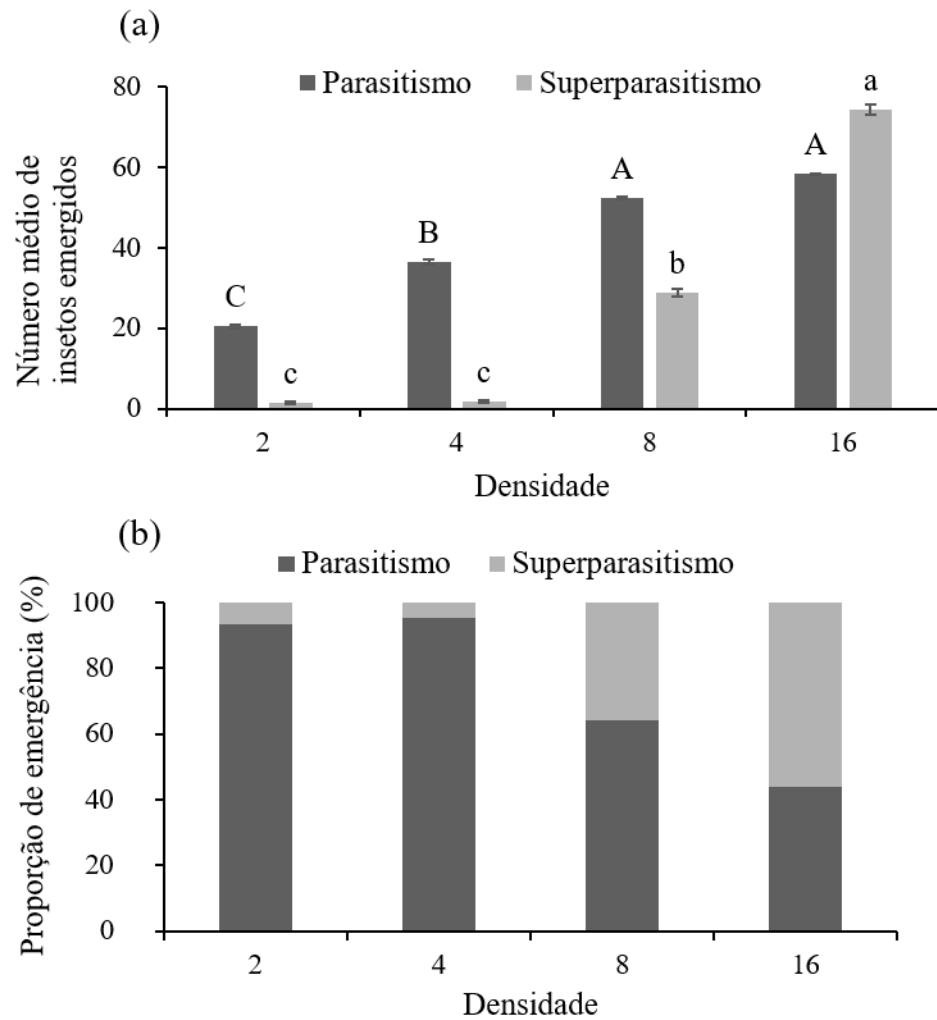 (a)
Parasitismo Superparasitismo
Número médio de
insetos emergidos
80
60
40
20
0
C c B c A b A a
2 4 8 16
Densidade
(b)
Parasitismo Superparasitismo
Proporção de emergência (%)
100
80
60
40
20
0
2 4 8 16
Densidade